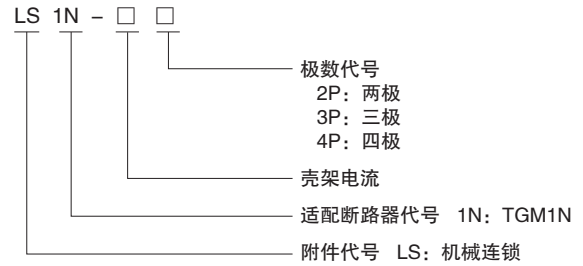 LS 1N – □ □
极数代号
2P：两极
3P：三极
4P：四极
壳架电流
适配断路器代号 1N：TGM1N
附件代号 LS：机械连锁